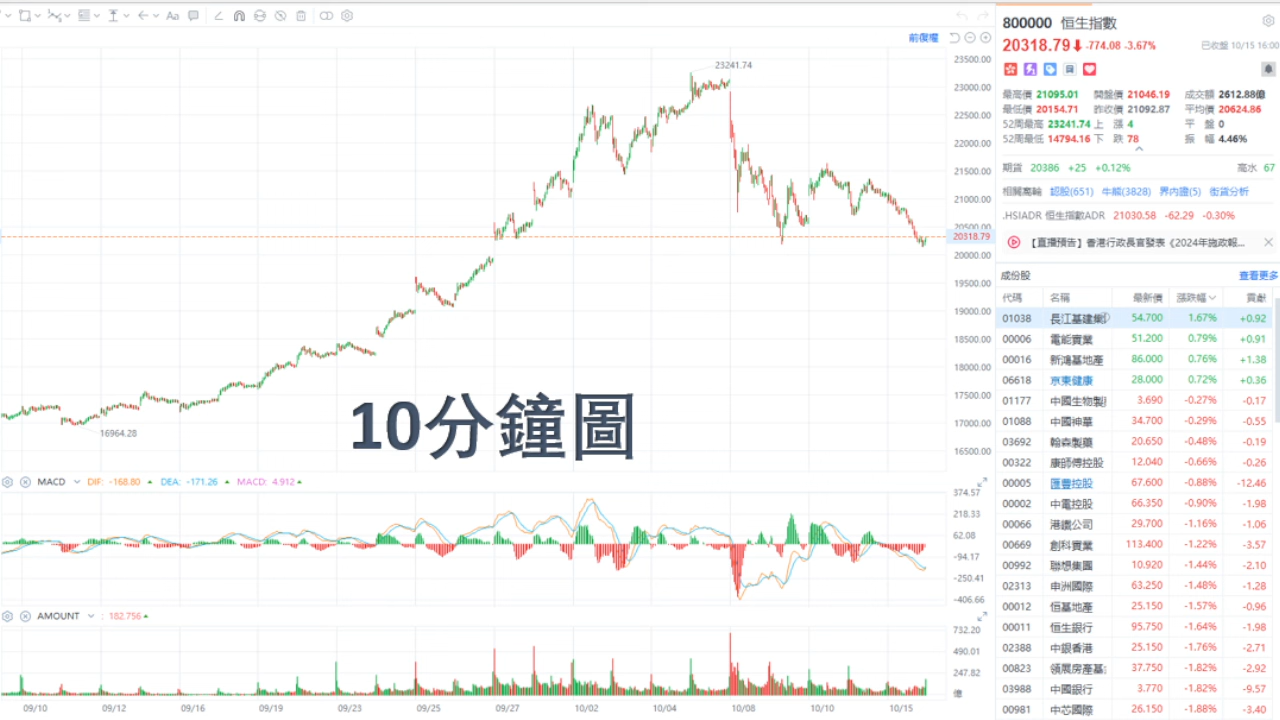 Aa
前復權
800000 恒生指數
20318.79 -774.08 -3.67%
已收盤 10/15 16:00
最高價 21095.01 開盤價 21046.19 成交額 2612.88億
最低價 20154.71 昨收價 21092.87 平均價 20624.86
52周最高 23241.74 上 漲 4 平 盤 0
52周最低 14794.16 下 跌 78 振 幅 4.46%
期貨 20386 +25 +0.12% 高水 67
相關窩輪 認股(651) 牛熊(3828) 界內證(5) 街貨分析
.HSIADR 恒生指數ADR 21030.58 -62.29 -0.30%
【直播預告】香港行政長官發表《2024年施政報...
成份股 查看更多
代碼 名稱 最新價 漲跌幅 貢獻
01038 長江基建集 54.700 1.67% +0.92
00006 電能實業 51.200 0.79% +0.91
00016 新鴻基地產 86.000 0.76% +1.38
06618 京東健康 28.000 0.72% +0.36
01177 中國生物製 3.690 -0.27% -0.17
01088 中國神華 34.700 -0.29% -0.55
03692 翰森製藥 20.650 -0.48% -0.19
00322 康師傅控股 12.040 -0.66% -0.26
00005 匯豐控股 67.600 -0.88% -12.46
00002 中電控股 66.350 -0.90% -1.98
00066 港鐵公司 29.700 -1.16% -1.06
00669 創科實業 113.400 -1.22% -3.57
00992 聯想集團 10.920 -1.44% -2.10
02313 申洲國際 63.250 -1.48% -1.28
00012 恒基地產 25.150 -1.57% -0.96
00011 恒生銀行 95.750 -1.64% -1.98
02388 中銀香港 25.150 -1.76% -2.71
00823 領展房產基 37.750 -1.82% -2.92
03988 中國銀行 3.770 -1.82% -9.57
00981 中芯國際 26.150 -1.88% -3.40
23500.00
23241.74
23000.00
22500.00
22000.00
21500.00
21000.00
20500.00
20318.79
20000.00
19500.00
19000.00
18500.00
18000.00
17500.00
17000.00
16500.00
16964.28
10分鐘圖
MACD DIF: -168.80 DEA: -171.26 MACD: 4.912
374.57
218.33
62.08
-94.17
-250.41
-406.66
AMOUNT : 182.756
732.20
490.01
247.82
億
09/10 09/12 09/16 09/19 09/23 09/25 09/27 10/02 10/04 10/08 10/10 10/15